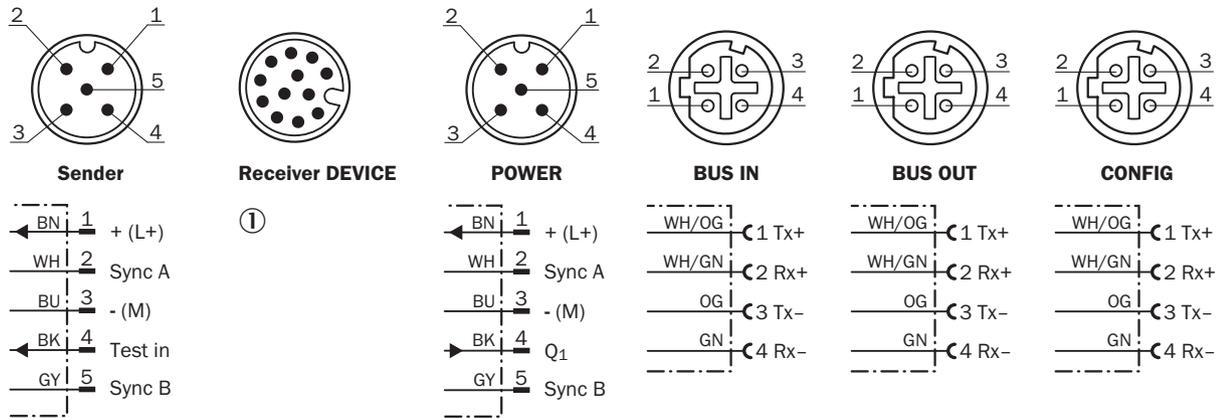 2 1
5
3 4
Sender
BN 1 + (L+)
WH 2 Sync A
BU 3 - (M)
BK 4 Test in
GY 5 Sync B
Receiver DEVICE
①
2 1
5
3 4
POWER
BN 1 + (L+)
WH 2 Sync A
BU 3 - (M)
BK 4 Q1
GY 5 Sync B
2 3
1 4
BUS IN
WH/OG 1 Tx+
WH/GN 2 Rx+
OG 3 Tx–
GN 4 Rx–
2 3
1 4
BUS OUT
WH/OG 1 Tx+
WH/GN 2 Rx+
OG 3 Tx–
GN 4 Rx–
2 3
1 4
CONFIG
WH/OG 1 Tx+
WH/GN 2 Rx+
OG 3 Tx–
GN 4 Rx–